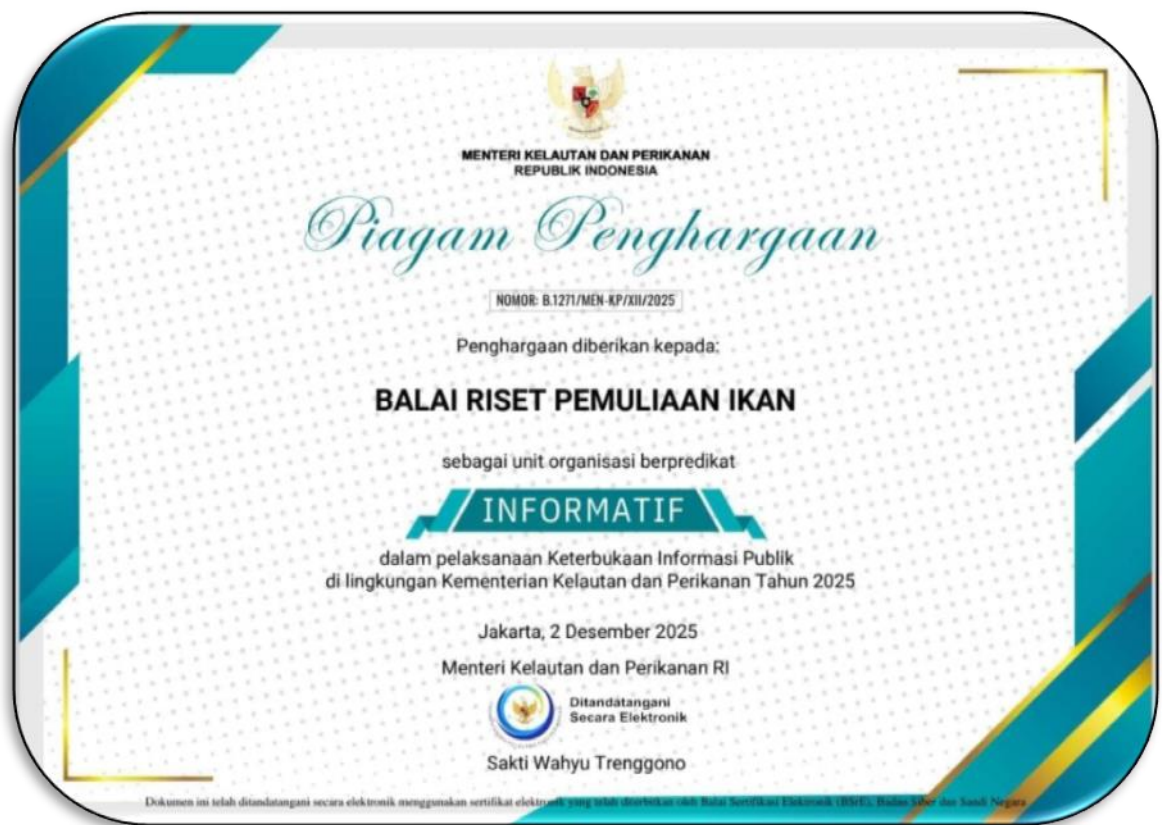 MENTERI KELAUTAN DAN PERIKANAN
REPUBLIK INDONESIA
Piagam Penghargaan
NOMOR: B.1271/MEN-KP/XII/2025
Penghargaan diberikan kepada:
BALAI RISET PEMULIAAN IKAN
sebagai unit organisasi berpredikat
INFORMATIF
dalam pelaksanaan Keterbukaan Informasi Publik
di lingkungan Kementerian Kelautan dan Perikanan Tahun 2025
Jakarta, 2 Desember 2025
Menteri Kelautan dan Perikanan RI
Ditandatangani
Secara Elektronik
Sakti Wahyu Trenggono
Dokumen ini telah ditandatangani secara elektronik menggunakan sertifikat elektronik yang telah diterbitkan oleh Balai Sertifikasi Elektronik (BSrE), Badan Siber dan Sandi Negara